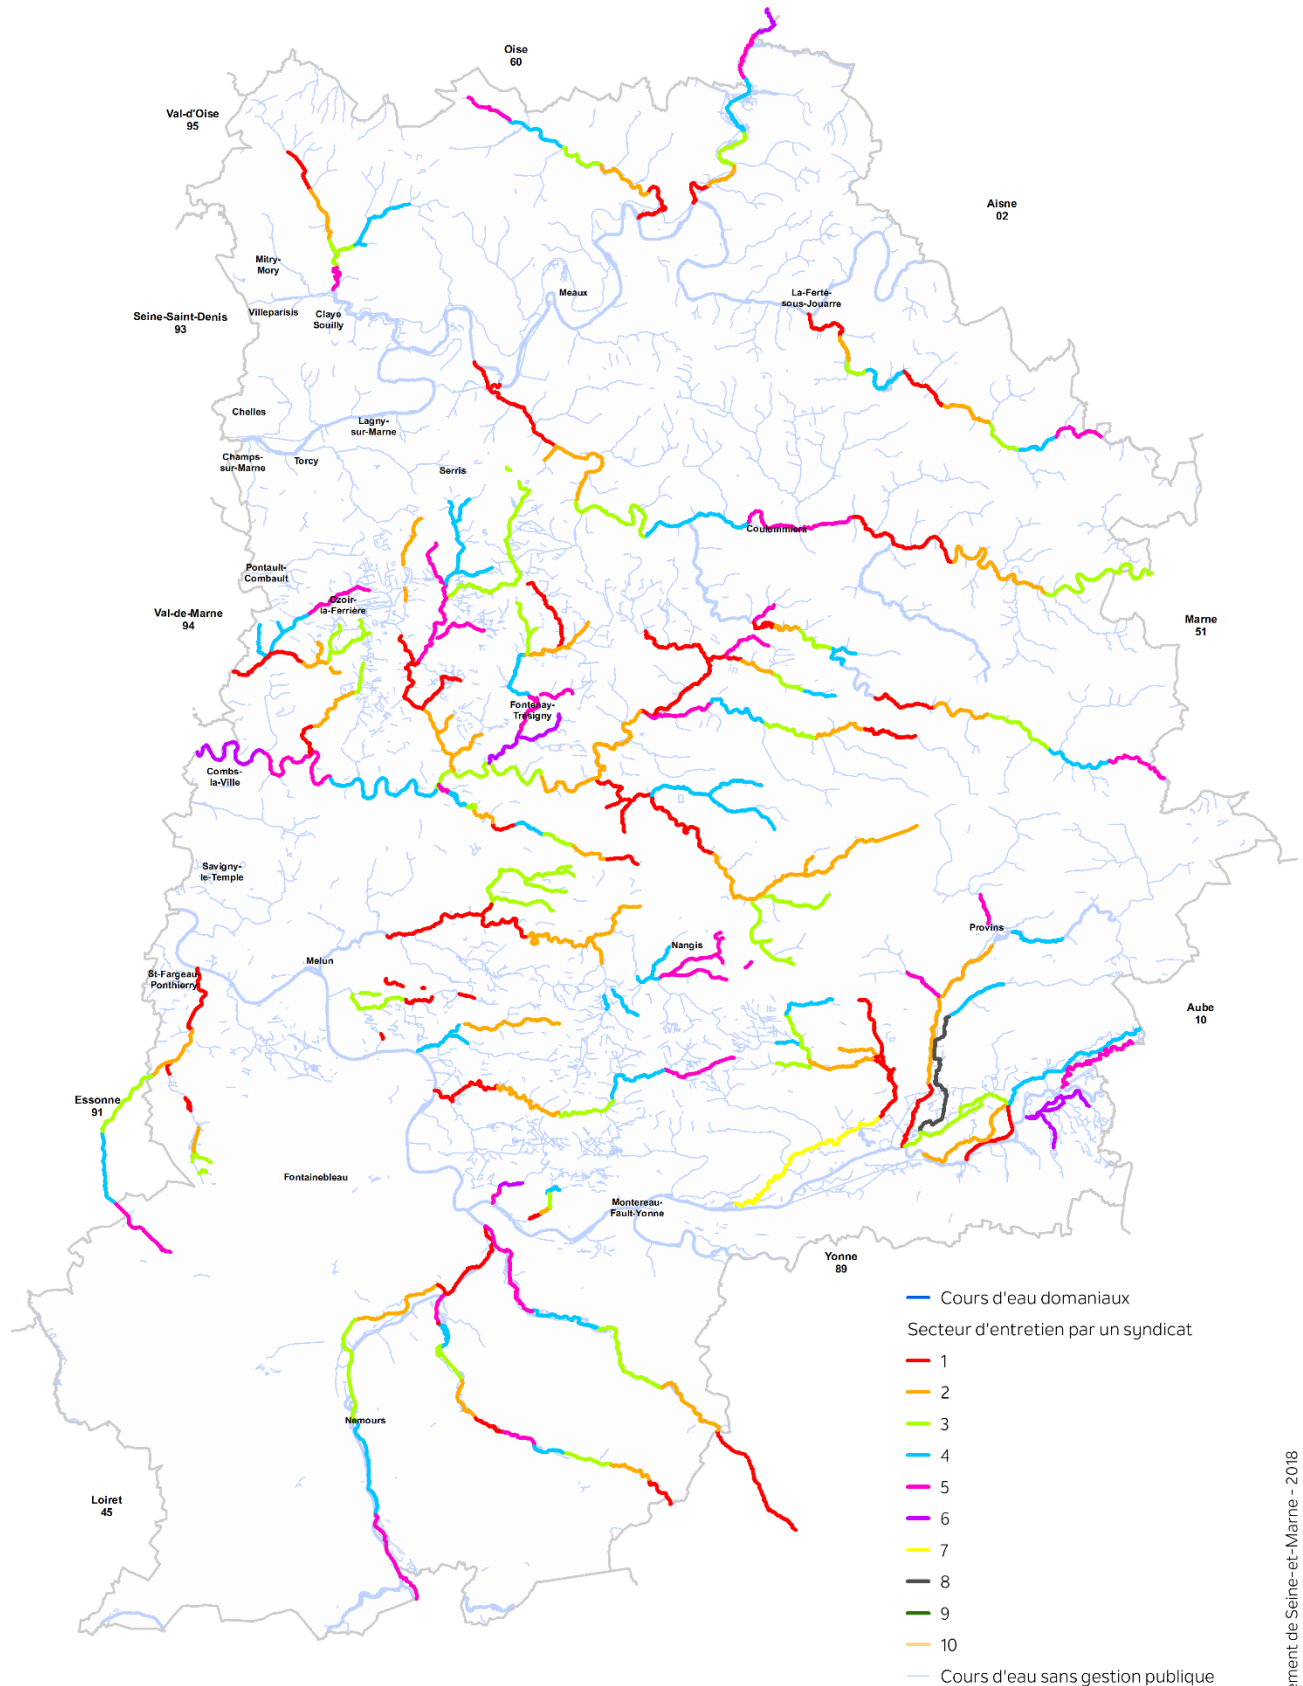 Oise
60
Val-d'Oise
95
Aisne
02
Mitry-
Mory
Meaux
La-Ferté-
sous-Jouarre
Seine-Saint-Denis
93
Villeparisis
Claye
Souilly
Chelles
Lagny-
sur-Marne
Champs-
sur-Marne
Torcy
Serris
Coulommiers
Pontault-
Combault
Ozoir-
la-Ferrière
Val-de-Marne
94
Marne
51
Fontenay-
Trésigny
Combs-
la-Ville
Savigny-
le-Temple
Provins
Nangis
Melun
St-Fargeau-
Ponthierry
Aube
10
Essonne
91
Fontainebleau
Montereau-
Fault-Yonne
Yonne
89
Nemours
Loiret
45
Cours d'eau domaniaux
Secteur d'entretien par un syndicat
1
2
3
4
5
6
7
8
9
10
Cours d'eau sans gestion publique
ement de Seine-et-Marne - 2018